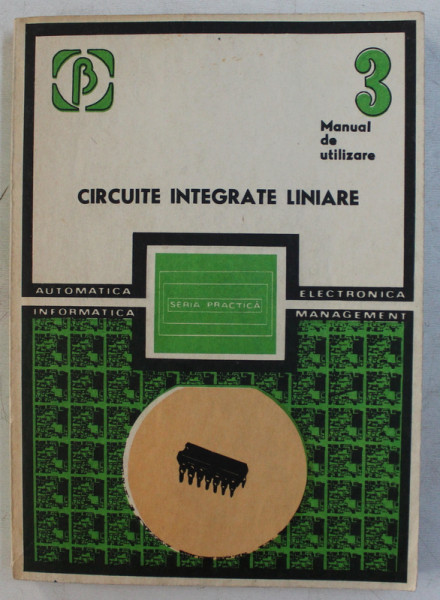 β
3
Manual
de
utilizare
CIRCUITE INTEGRATE LINIARE
AUTOMATICA
ELECTRONICA
SERIA PRACTICĂ
INFORMATICA
MANAGEMENT